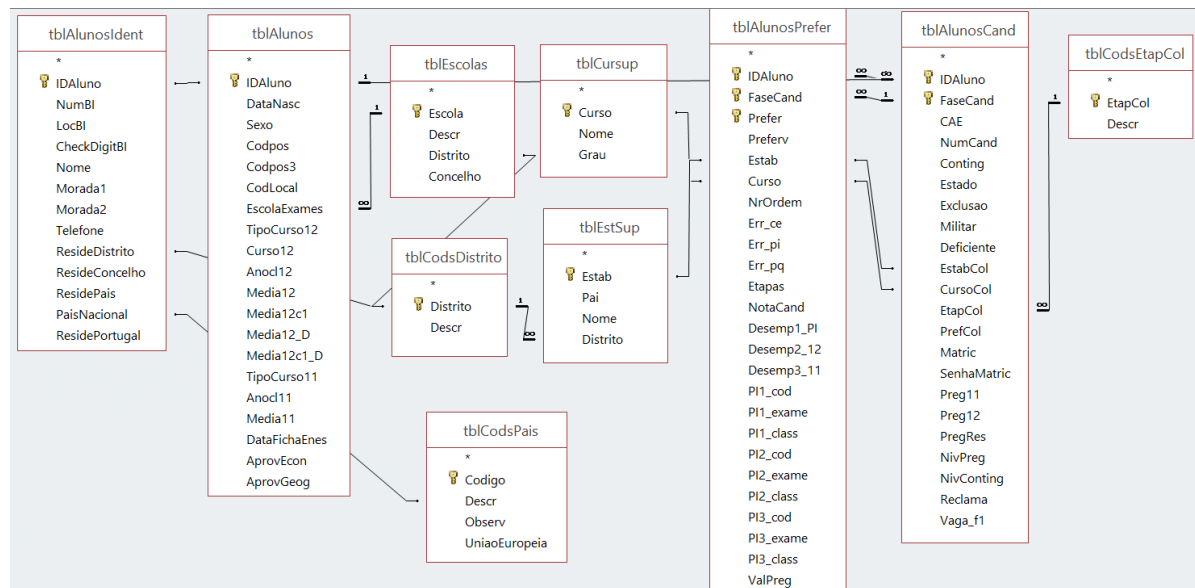 tblAlunosIdent
*
IDAluno
NumBI
LocBI
CheckDigitBI
Nome
Morada1
Morada2
Telefone
ResideDistrito
ResideConcelho
ResidePais
PaisNacional
ResidePortugal
tblAlunos
*
IDAluno
DataNasc
Sexo
Codpos
Codpos3
CodLocal
EscolaExames
TipoCurso12
Curso12
Anocl12
Media12
Media12c1
Media12_D
Media12c1_D
TipoCurso11
Anocl11
Media11
DataFichaEnes
AprovEcon
AprovGeog
1
1
∞
tblEscolas
*
Escola
Descr
Distrito
Concelho
tblCodsDistrito
*
Distrito
Descr
1
∞
tblCodsPais
*
Codigo
Descr
Observ
UniaoEuropeia
tblCursup
*
Curso
Nome
Grau
tblEstSup
*
Estab
Pai
Nome
Distrito
tblAlunosPrefer
*
IDAluno
FaseCand
Prefer
Preferv
Estab
Curso
NrOrdem
Err_ce
Err_pi
Err_pq
Etapas
NotaCand
Desemp1_PI
Desemp2_12
Desemp3_11
PI1_cod
PI1_exame
PI1_class
PI2_cod
PI2_exame
PI2_class
PI3_cod
PI3_exame
PI3_class
ValPreg
∞ ∞
∞ 1
tblAlunosCand
*
IDAluno
FaseCand
CAE
NumCand
Conting
Estado
Exclusao
Militar
Deficiente
EstabCol
CursoCol
EtapCol
PrefCol
Matric
SenhaMatric
Preg11
Preg12
PregRes
NivPreg
NivConting
Reclama
Vaga_f1
1
∞
tblCodsEtapCol
*
EtapCol
Descr